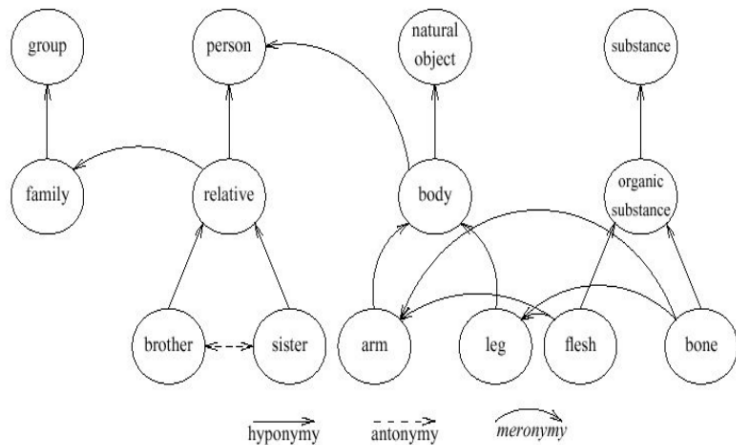 group
person
natural
object
substance
family
relative
body
organic
substance
brother
sister
arm
leg
flesh
bone
hyponymy
antonymy
meronymy